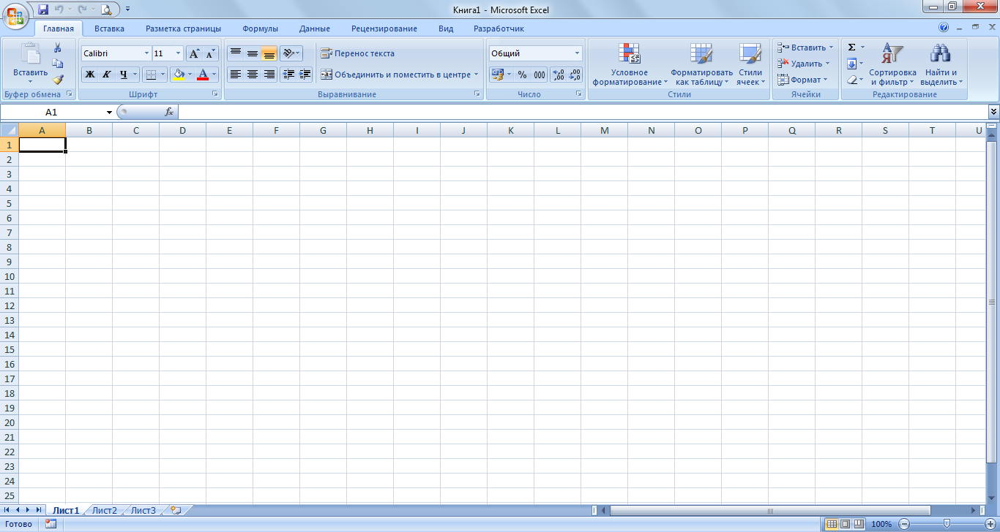 Книга1 - Microsoft Excel
Главная Вставка Разметка страницы Формулы Данные Рецензирование Вид Разработчик
Вставить
Буфер обмена
Calibri 11
Ж К Ч
Шрифт
Перенос текста
Объединить и поместить в центре
Выравнивание
Общий
% 000
Число
Условное форматирование
Форматировать как таблицу
Стили ячеек
Стили
Вставить
Удалить
Формат
Ячейки
Σ
Сортировка и фильтр
Найти и выделить
Редактирование
A1 fx
A B C D E F G H I J K L M N O P Q R S T U
1
2
3
4
5
6
7
8
9
10
11
12
13
14
15
16
17
18
19
20
21
22
23
24
25
Лист1 Лист2 Лист3
Готово 100%